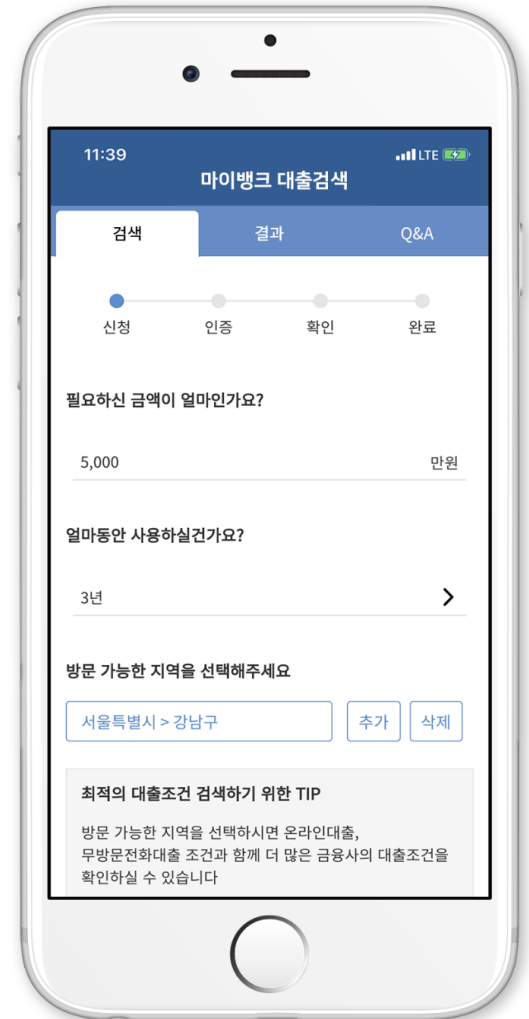 11:39
LTE
마이뱅크 대출검색
검색
결과
Q&A
신청
인증
확인
완료
필요하신 금액이 얼마인가요?
5,000
만원
얼마동안 사용하실건가요?
3년
방문 가능한 지역을 선택해주세요
서울특별시 > 강남구
추가
삭제
최적의 대출조건 검색하기 위한 TIP
방문 가능한 지역을 선택하시면 온라인대출,
무방문전화대출 조건과 함께 더 많은 금융사의 대출조건을
확인하실 수 있습니다